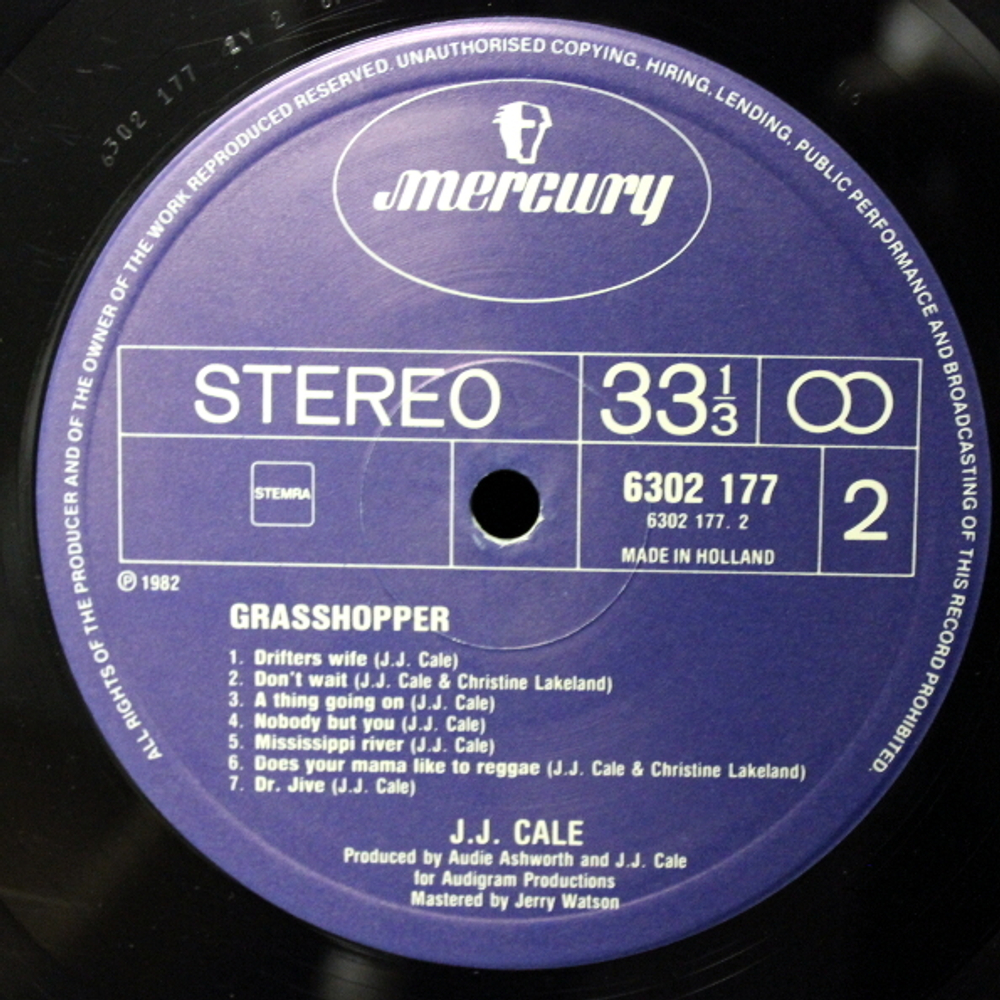 6302 177 2Y 2
ALL RIGHTS OF THE PRODUCER AND OF THE OWNER OF THE WORK REPRODUCED RESERVED. UNAUTHORISED COPYING, HIRING, LENDING, PUBLIC PERFORMANCE AND BROADCASTING OF THIS RECORD PROHIBITED.
mercury
STEREO
33 1/3
STEMRA
6302 177
6302 177. 2
MADE IN HOLLAND
2
℗ 1982
GRASSHOPPER
1. Drifters wife (J.J. Cale)
2. Don't wait (J.J. Cale & Christine Lakeland)
3. A thing going on (J.J. Cale)
4. Nobody but you (J.J. Cale)
5. Mississippi river (J.J. Cale)
6. Does your mama like to reggae (J.J. Cale & Christine Lakeland)
7. Dr. Jive (J.J. Cale)
J.J. CALE
Produced by Audie Ashworth and J.J. Cale
for Audigram Productions
Mastered by Jerry Watson